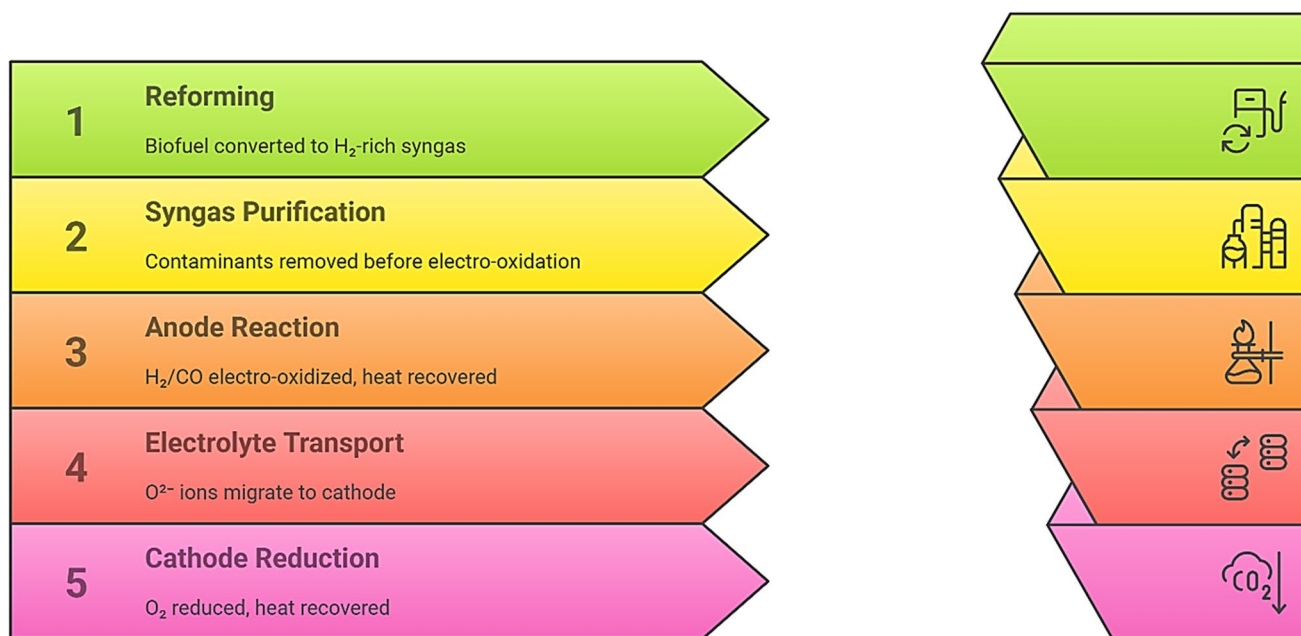 1
Reforming
Biofuel converted to H₂-rich syngas
2
Syngas Purification
Contaminants removed before electro-oxidation
3
Anode Reaction
H₂/CO electro-oxidized, heat recovered
4
Electrolyte Transport
O²⁻ ions migrate to cathode
5
Cathode Reduction
O₂ reduced, heat recovered
CO₂